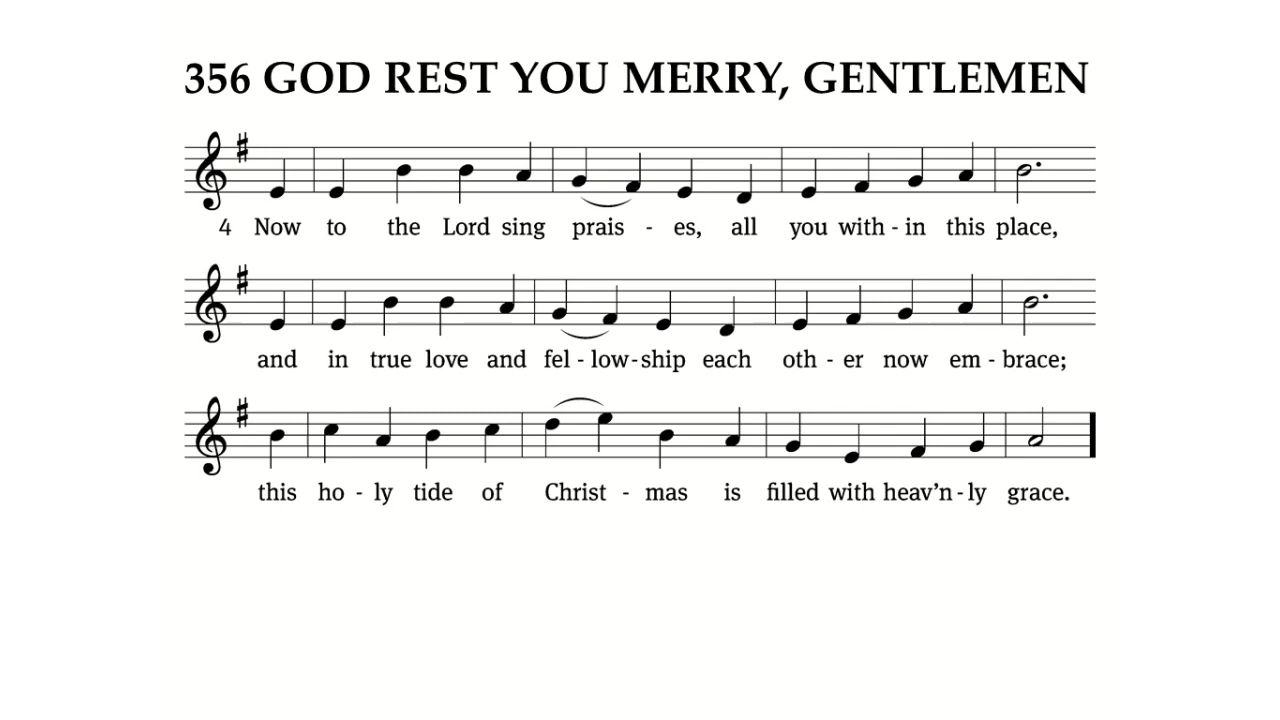 356 GOD REST YOU MERRY, GENTLEMEN
4 Now to the Lord sing prais - es, all you with - in this place,
and in true love and fel - low - ship each oth - er now em - brace;
this ho - ly tide of Christ - mas is filled with heav’n - ly grace.